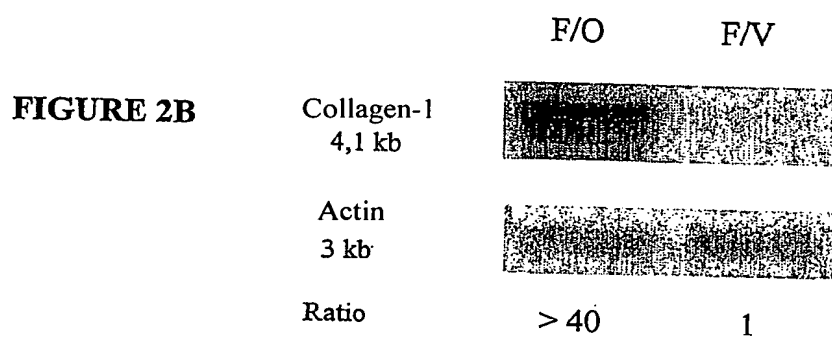 F/O F/V
FIGURE 2B
Collagen-1
4,1 kb
Actin
3 kb
Ratio > 40 1